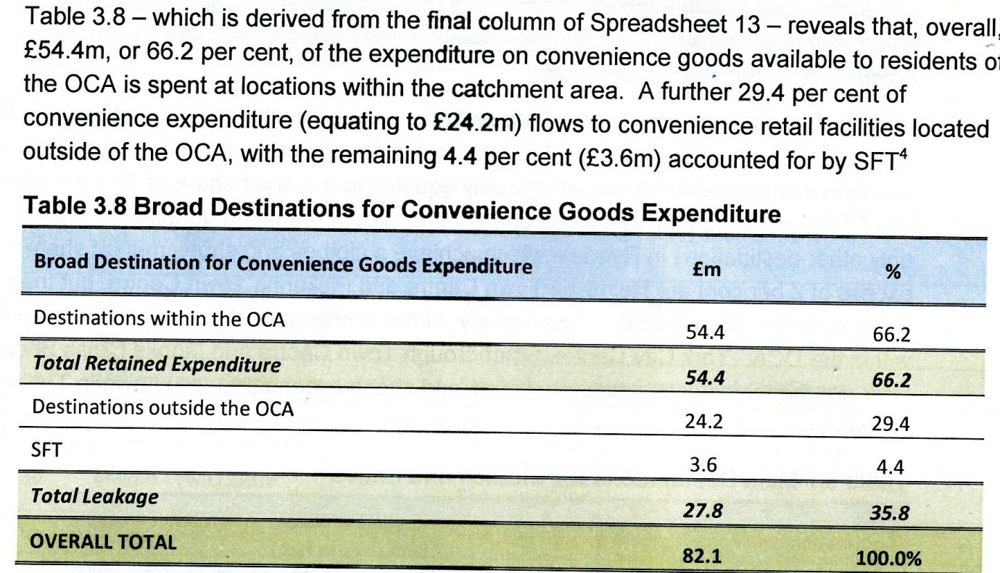 Table 3.8 – which is derived from the final column of Spreadsheet 13 – reveals that, overall,
£54.4m, or 66.2 per cent, of the expenditure on convenience goods available to residents of
the OCA is spent at locations within the catchment area.  A further 29.4 per cent of
convenience expenditure (equating to £24.2m) flows to convenience retail facilities located
outside of the OCA, with the remaining 4.4 per cent (£3.6m) accounted for by SFT⁴
Table 3.8 Broad Destinations for Convenience Goods Expenditure
Broad Destination for Convenience Goods Expenditure £m %
Destinations within the OCA 54.4 66.2
Total Retained Expenditure 54.4 66.2
Destinations outside the OCA 24.2 29.4
SFT 3.6 4.4
Total Leakage 27.8 35.8
OVERALL TOTAL 82.1 100.0%